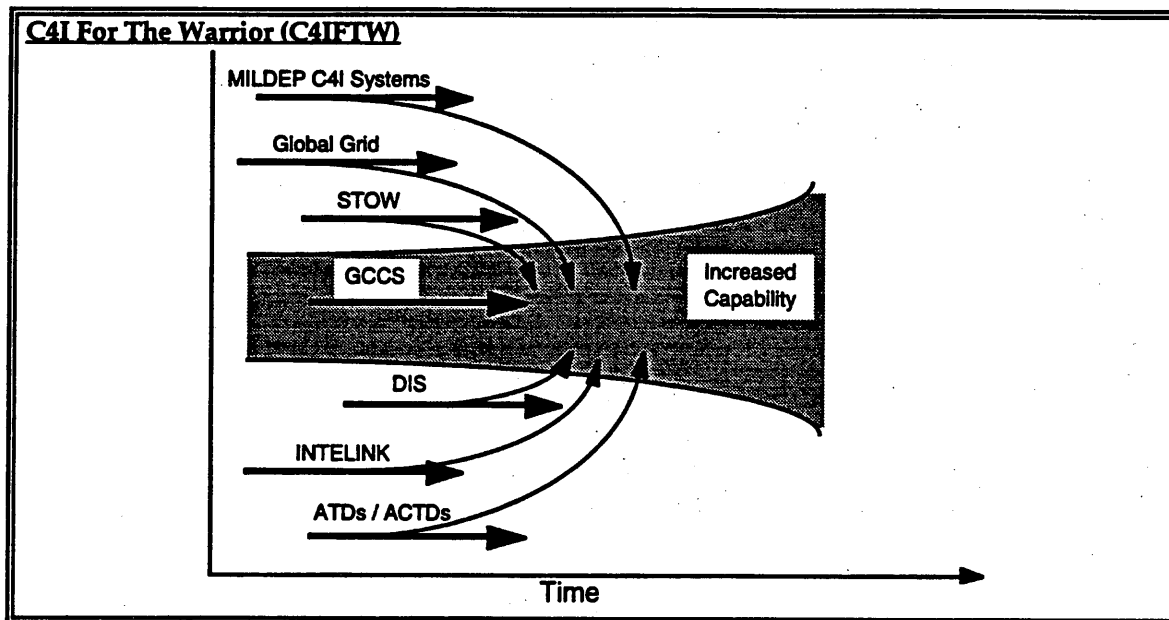 C4I For The Warrior (C4IFTW)
MILDEP C4I Systems
Global Grid
STOW
GCCS
Increased
Capability
DIS
INTELINK
ATDs / ACTDs
Time